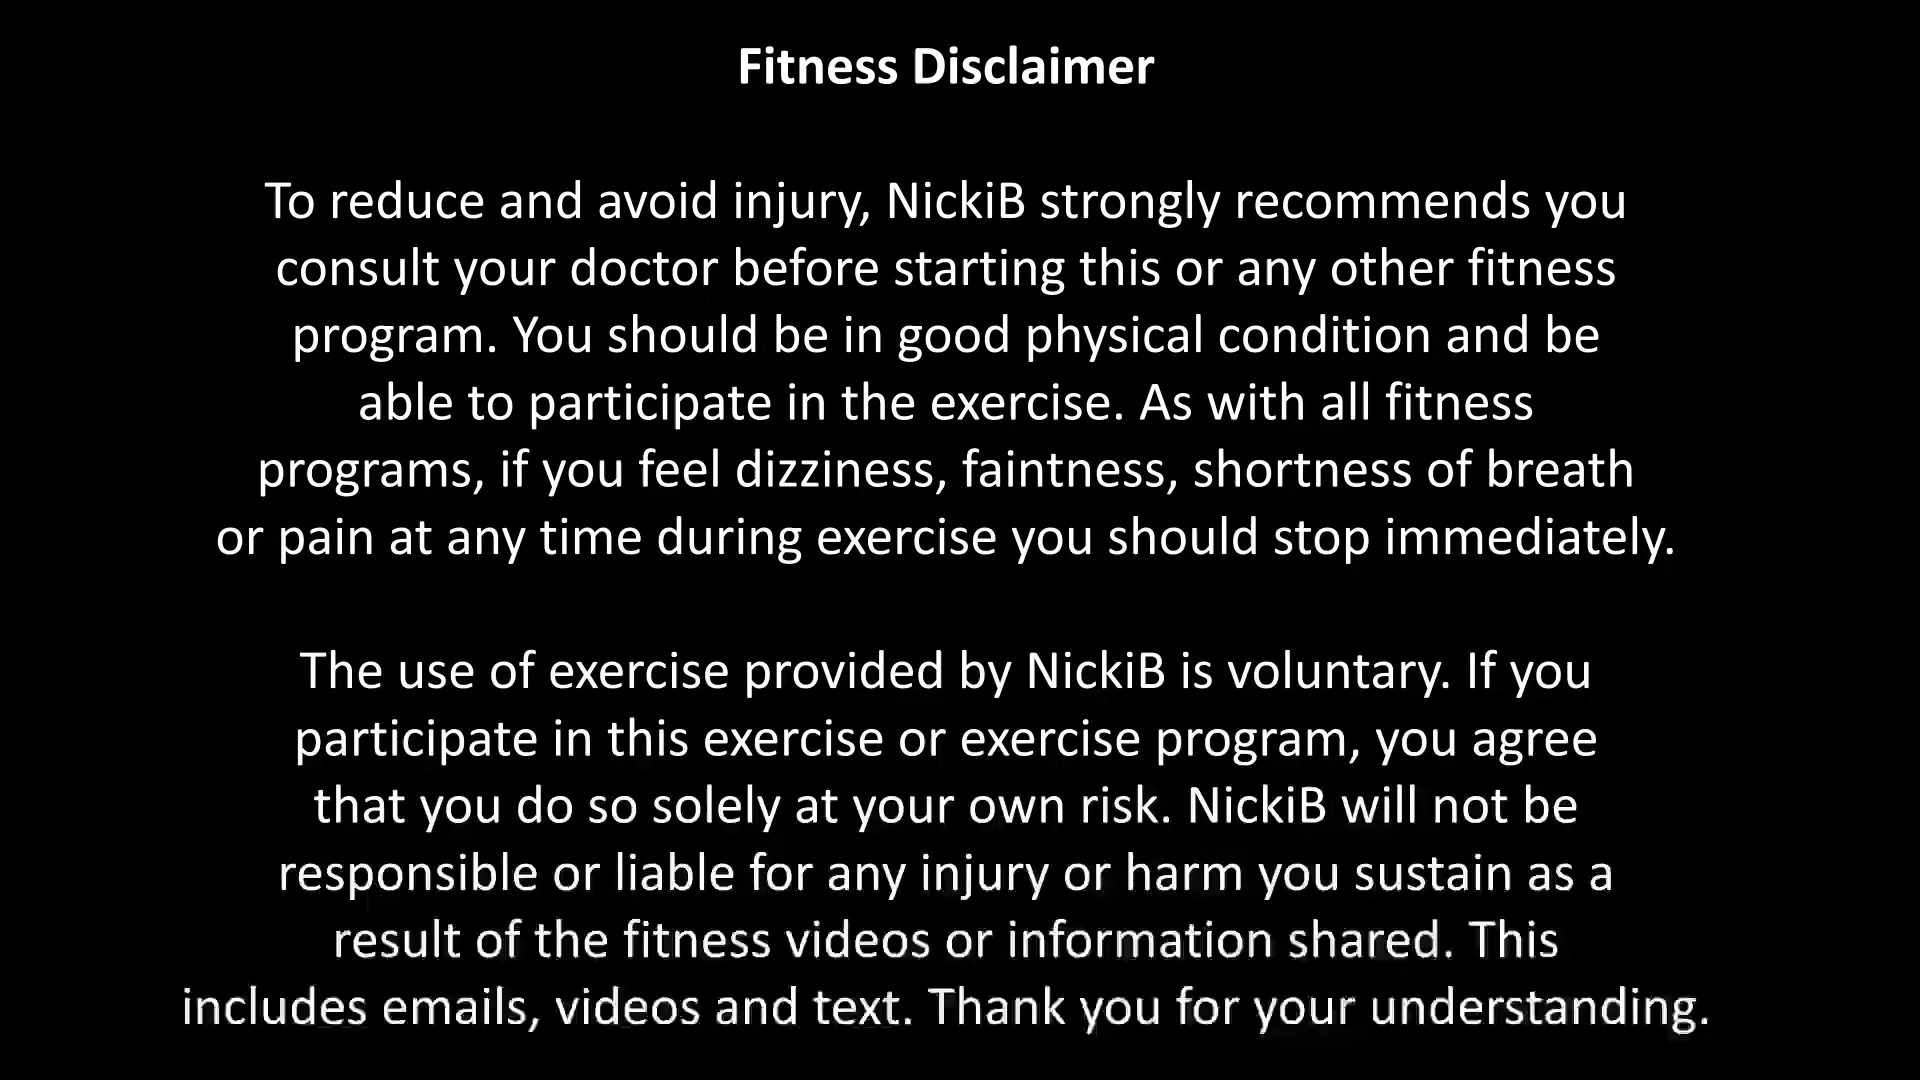 Fitness Disclaimer
To reduce and avoid injury, NickiB strongly recommends you
consult your doctor before starting this or any other fitness
program. You should be in good physical condition and be
able to participate in the exercise. As with all fitness
programs, if you feel dizziness, faintness, shortness of breath
or pain at any time during exercise you should stop immediately.
The use of exercise provided by NickiB is voluntary. If you
participate in this exercise or exercise program, you agree
that you do so solely at your own risk. NickiB will not be
responsible or liable for any injury or harm you sustain as a
result of the fitness videos or information shared. This
includes emails, videos and text. Thank you for your understanding.